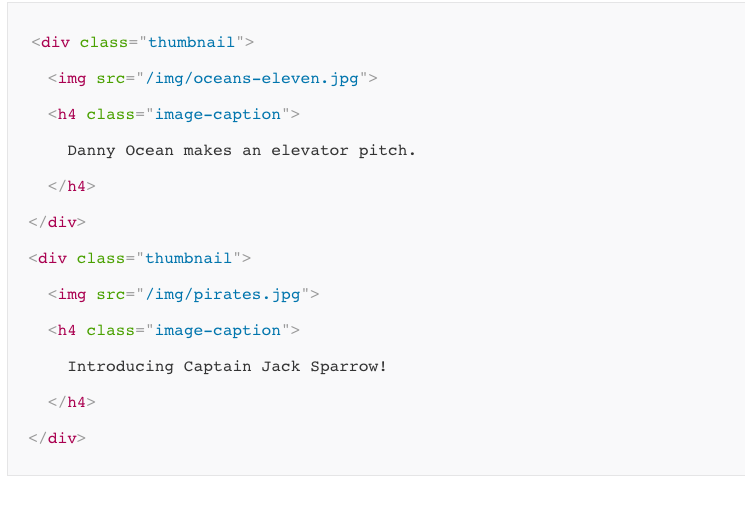 <div class="thumbnail">
<img src="/img/oceans-eleven.jpg">
<h4 class="image-caption">
Danny Ocean makes an elevator pitch.
</h4>
</div>
<div class="thumbnail">
<img src="/img/pirates.jpg">
<h4 class="image-caption">
Introducing Captain Jack Sparrow!
</h4>
</div>